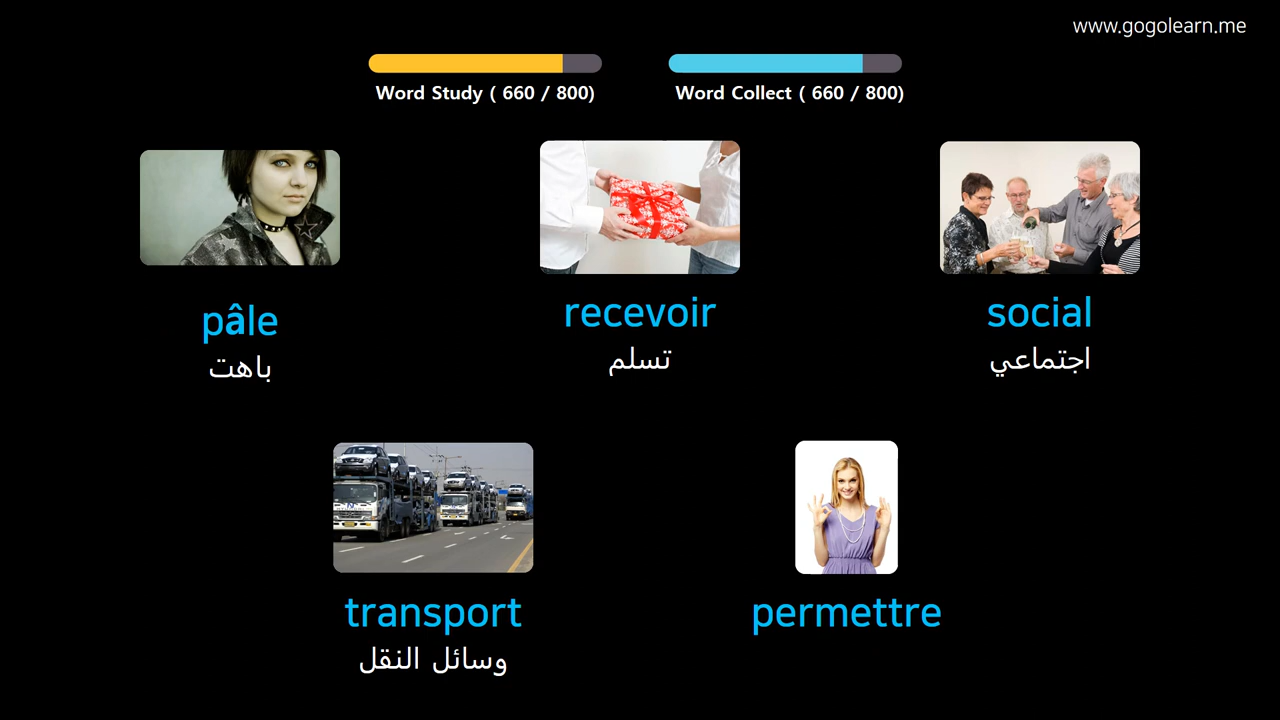 www.gogolearn.me
Word Study ( 660 / 800)
Word Collect ( 660 / 800)
pâle
باهت
recevoir
تسلم
social
اجتماعي
transport
وسائل النقل
permettre